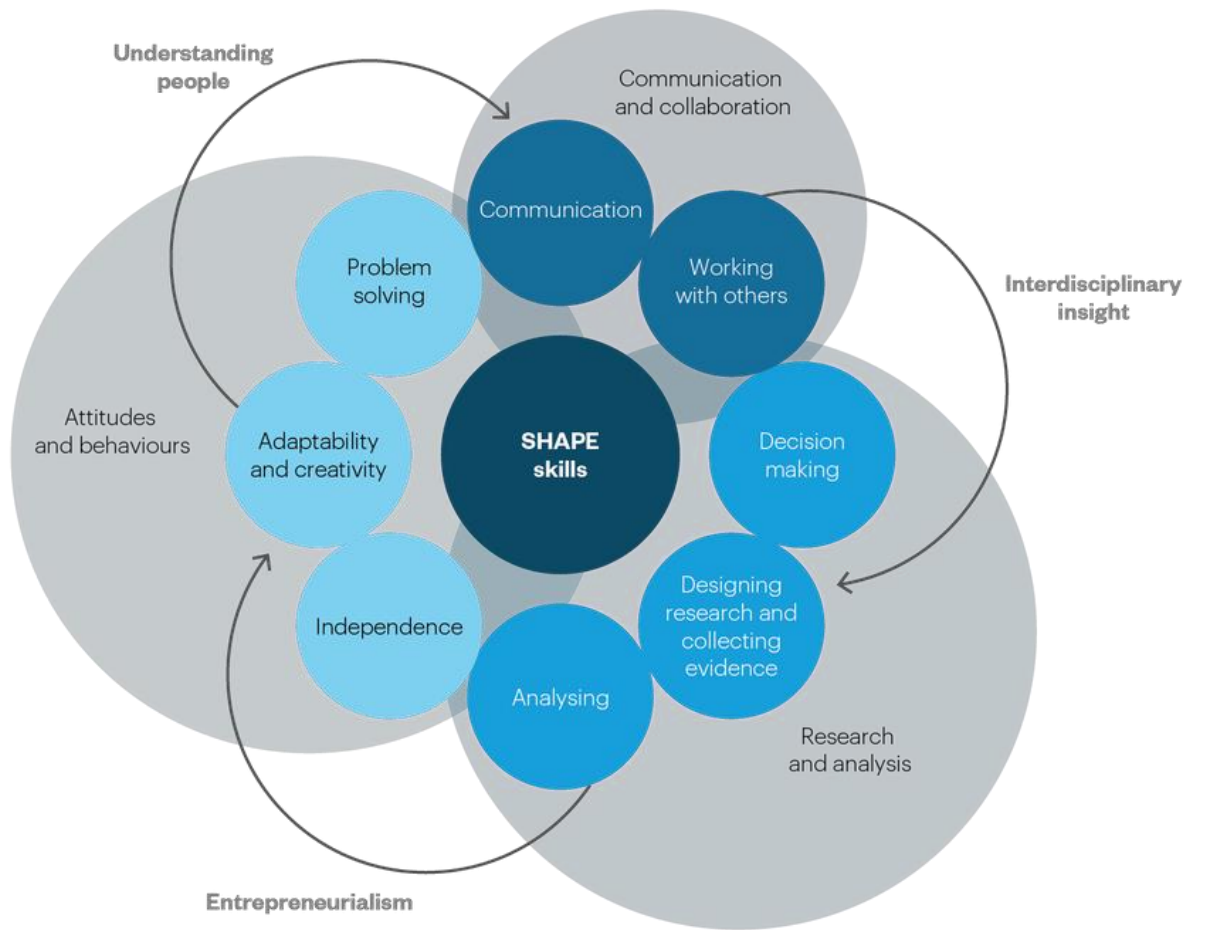 Understanding
people
Communication
and collaboration
Communication
Problem
solving
Working
with others
Interdisciplinary
insight
Attitudes
and behaviours
Adaptability
and creativity
SHAPE
skills
Decision
making
Independence
Designing
research and
collecting
evidence
Analysing
Research
and analysis
Entrepreneurialism